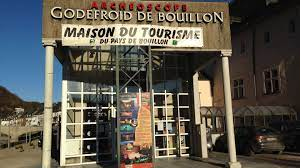 ARCHÉOSCOPE
GODEFROID DE BOUILLON
MAISON DU TOURISME
DU PAYS DE BOUILLON